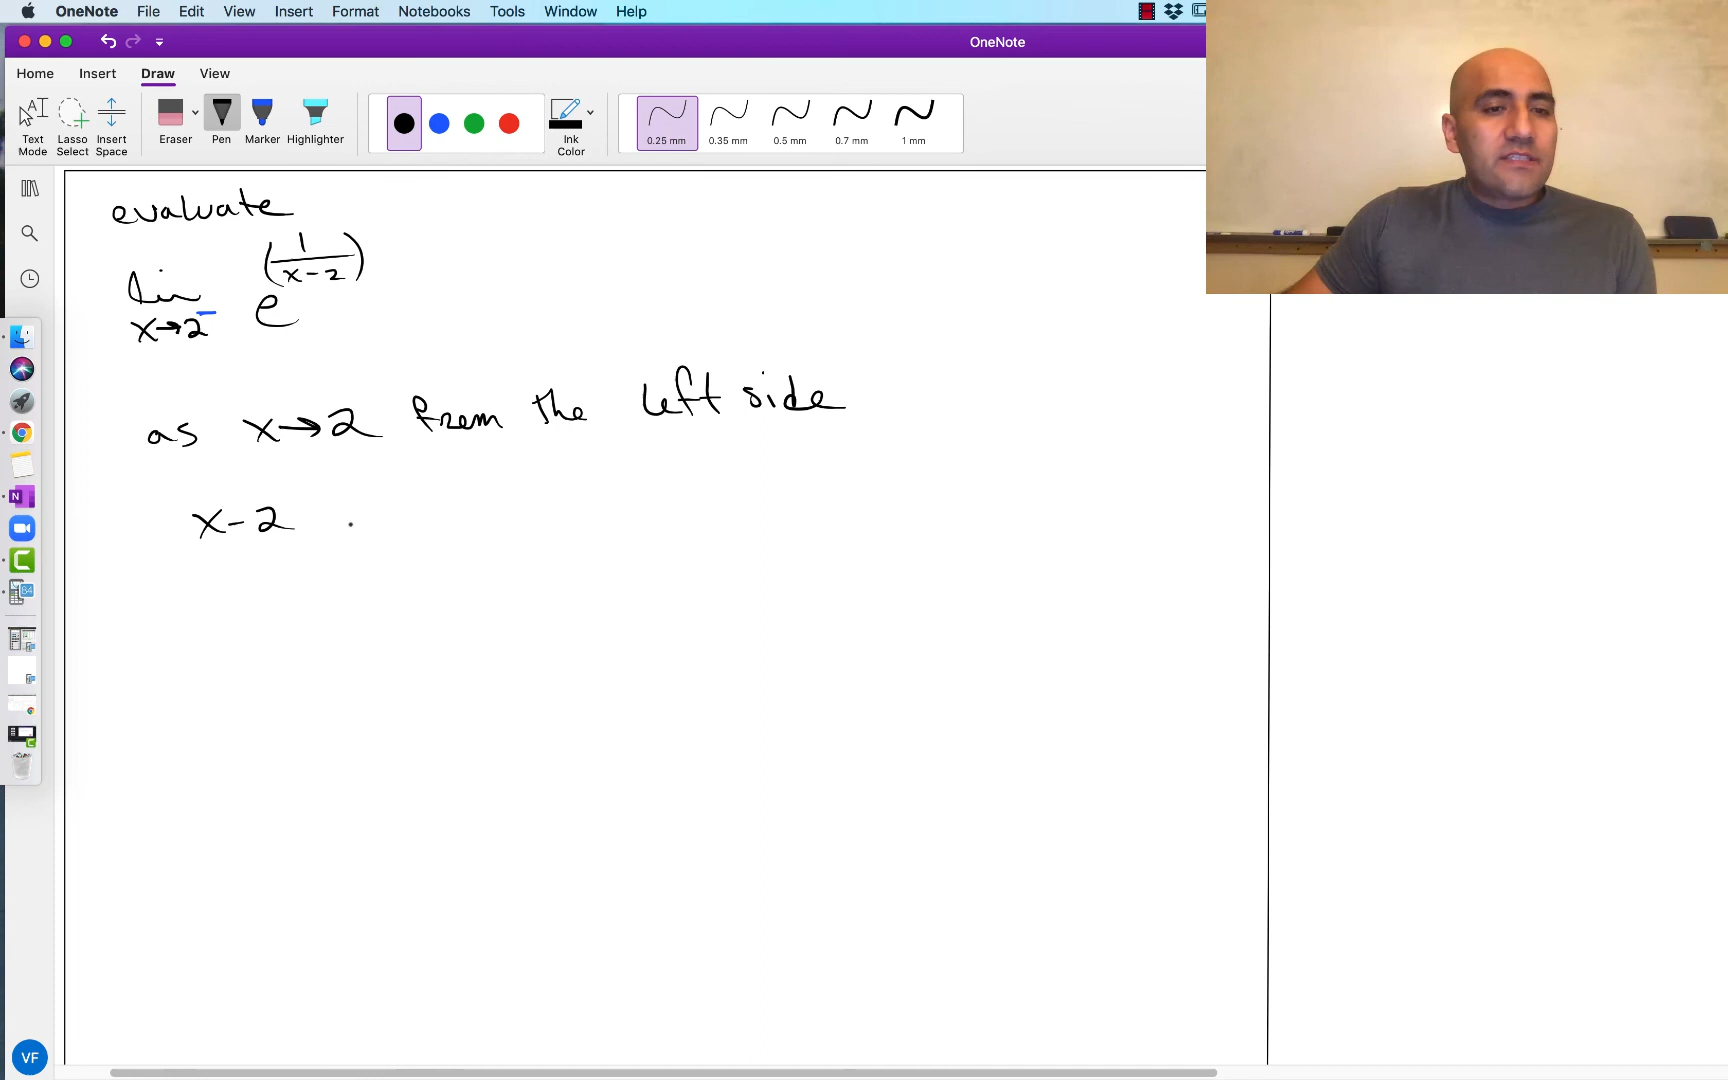 OneNote File Edit View Insert Format Notebooks Tools Window Help
OneNote
Home Insert Draw View
Text Mode
Lasso Select
Insert Space
Eraser
Pen
Marker
Highlighter
Ink Color
0.25 mm
0.35 mm
0.5 mm
0.7 mm
1 mm
evaluate
lim x→2⁻ e^(1/(x-2))
as x→2 from the left side
x-2
N
84
VF